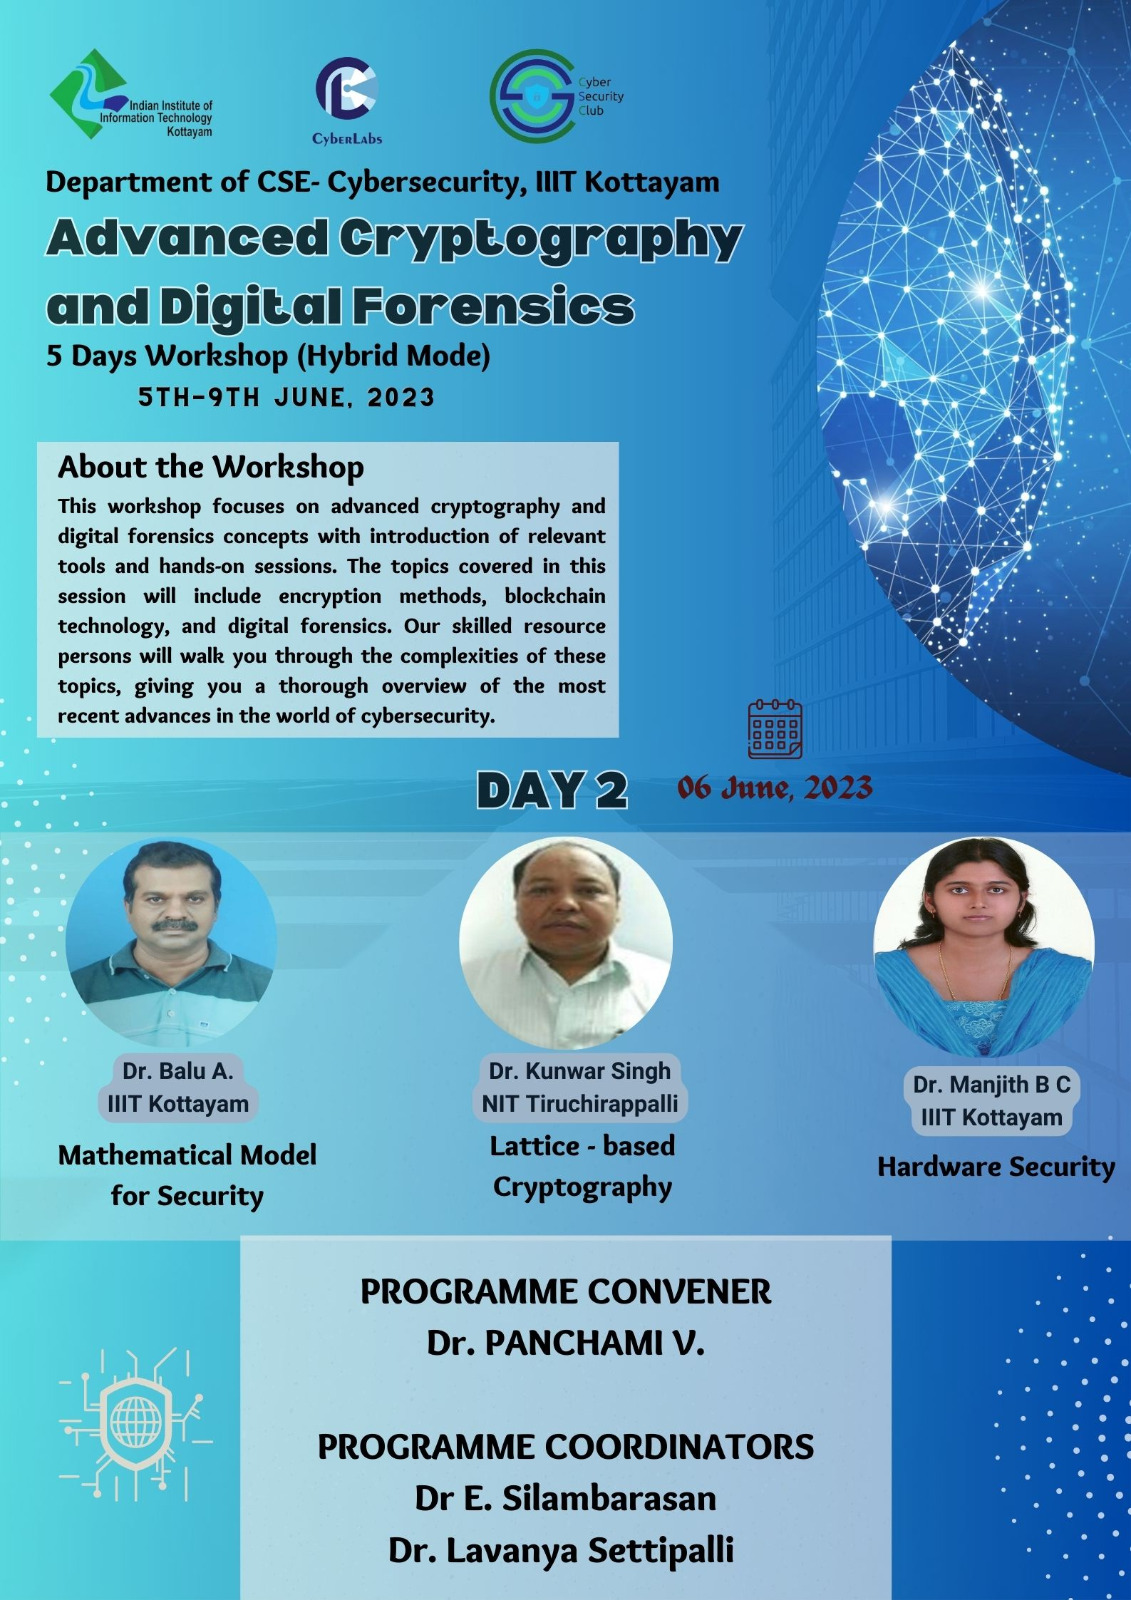 Indian Institute of
Information Technology
Kottayam
CYBERLABS
Cyber
Security
Club
Department of CSE- Cybersecurity, IIIT Kottayam
Advanced Cryptography
and Digital Forensics
5 Days Workshop (Hybrid Mode)
5TH-9TH JUNE, 2023
About the Workshop
This workshop focuses on advanced cryptography and
digital forensics concepts with introduction of relevant
tools and hands-on sessions. The topics covered in this
session will include encryption methods, blockchain
technology, and digital forensics. Our skilled resource
persons will walk you through the complexities of these
topics, giving you a thorough overview of the most
recent advances in the world of cybersecurity.
DAY 2
06 June, 2023
Dr. Balu A.
IIIT Kottayam
Mathematical Model
for Security
Dr. Kunwar Singh
NIT Tiruchirappalli
Lattice - based
Cryptography
Dr. Manjith B C
IIIT Kottayam
Hardware Security
PROGRAMME CONVENER
Dr. PANCHAMI V.
PROGRAMME COORDINATORS
Dr E. Silambarasan
Dr. Lavanya Settipalli